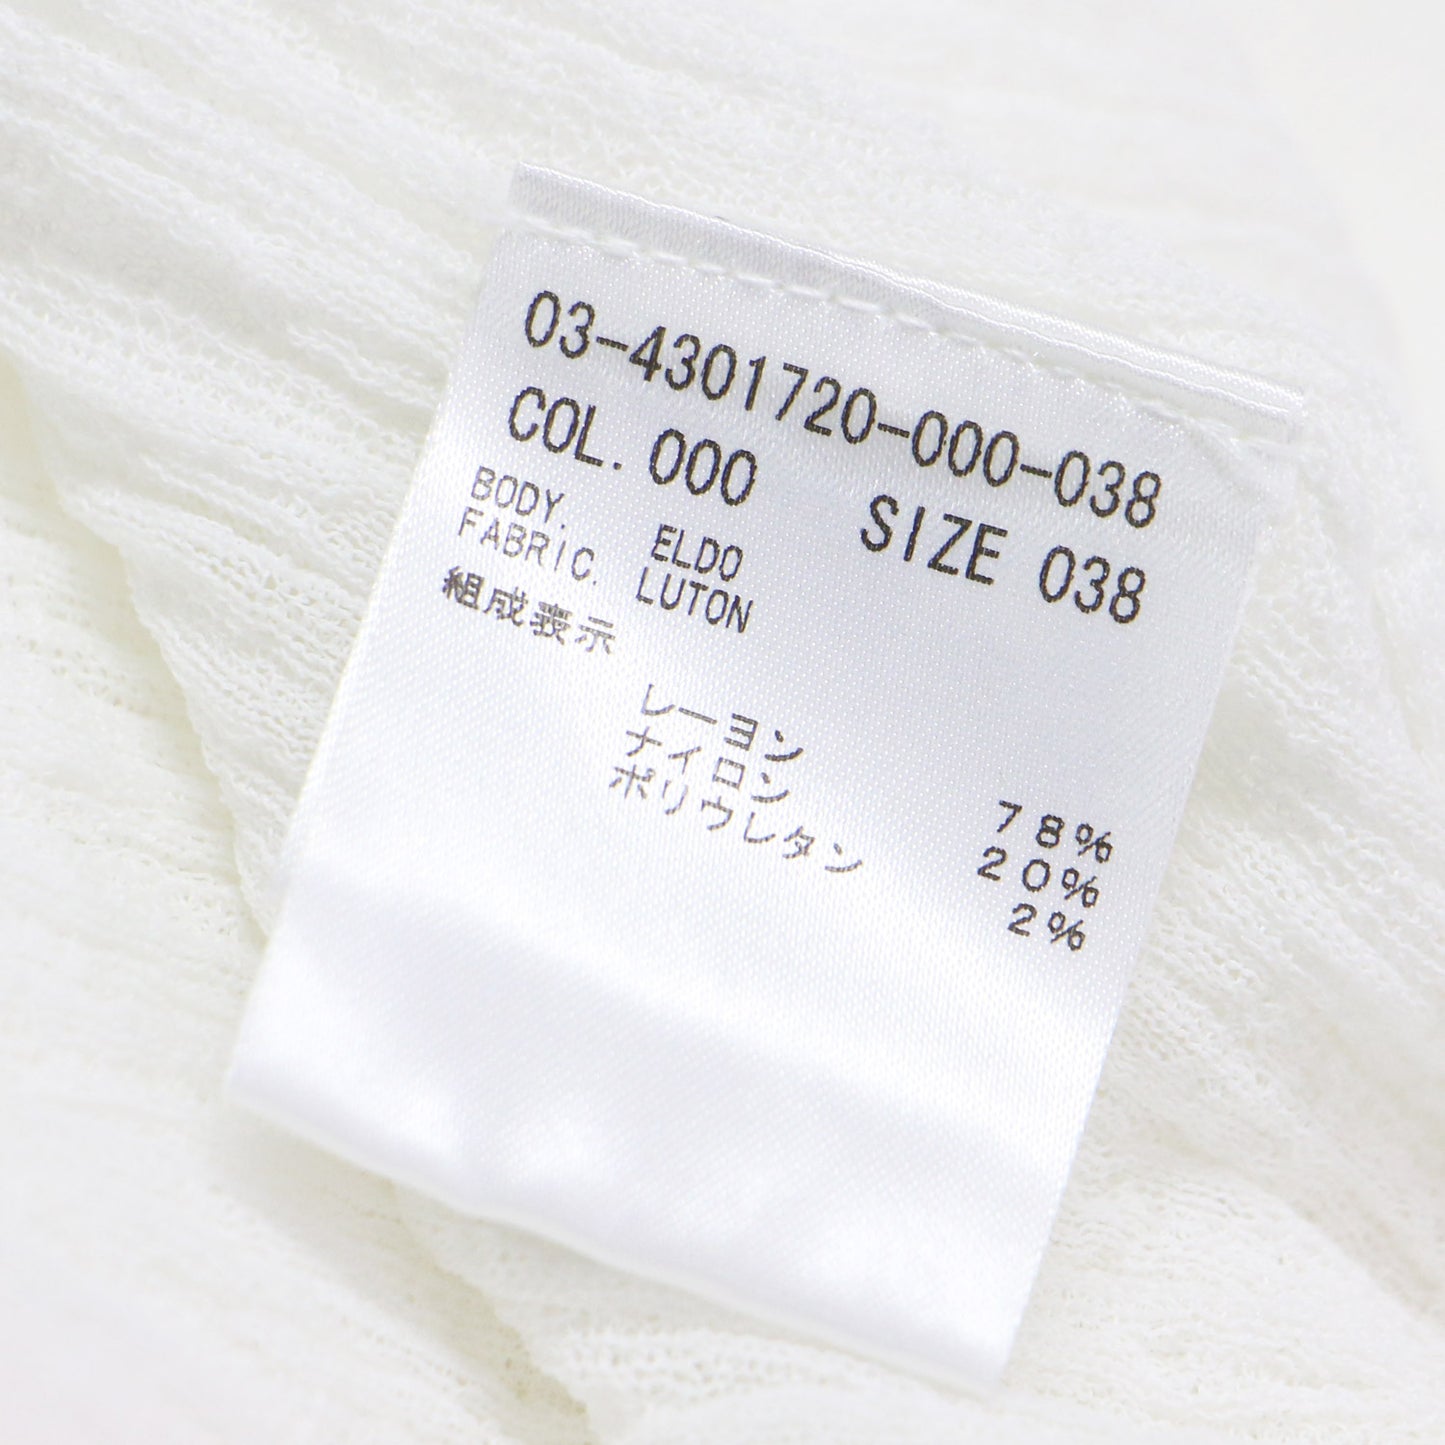 03-4301720-000-038
COL. 000 SIZE 038
BODY. ELDO
FABRIC. LUTON
組成表示
レーヨン 78%
ナイロン 20%
ポリウレタン 2%